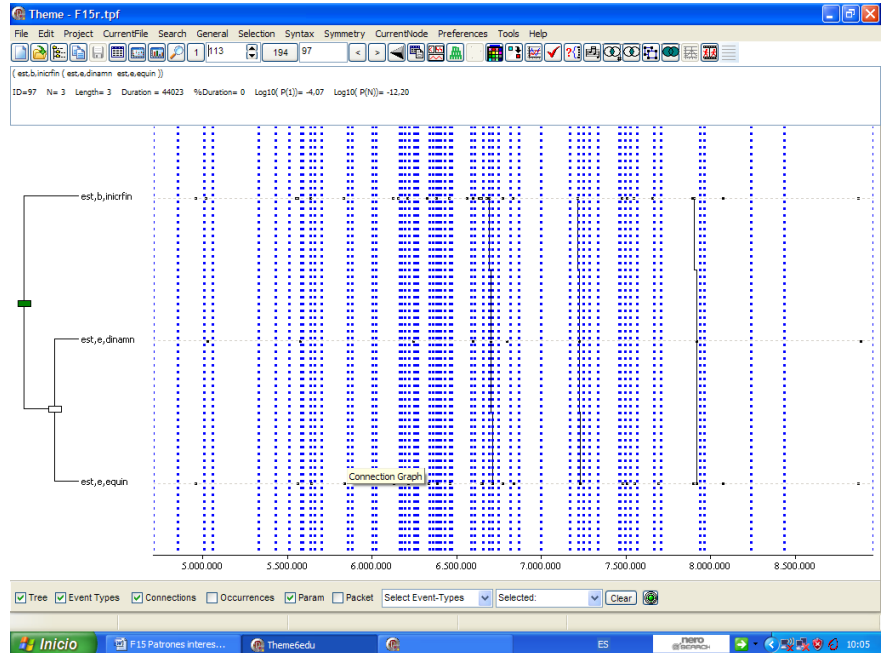 Theme - F15r.tpf
File Edit Project CurrentFile Search General Selection Syntax Symmetry CurrentNode Preferences Tools Help
1 113 194 97 < >
( est,b,inicrfin ( est,e,dinamn est,e,equin ))
ID=97 N= 3 Length= 3 Duration = 44023 %Duration= 0 Log10( P(1))= -4,07 Log10( P(N))= -12,20
est,b,inicrfin
est,e,dinamn
est,e,equin
Connection Graph
5.000.000 5.500.000 6.000.000 6.500.000 7.000.000 7.500.000 8.000.000 8.500.000
Tree Event Types Connections Occurrences Param Packet Select Event-Types Selected: Clear
Inicio F15 Patrones interes... Theme6edu ES nero SEARCH 10:05